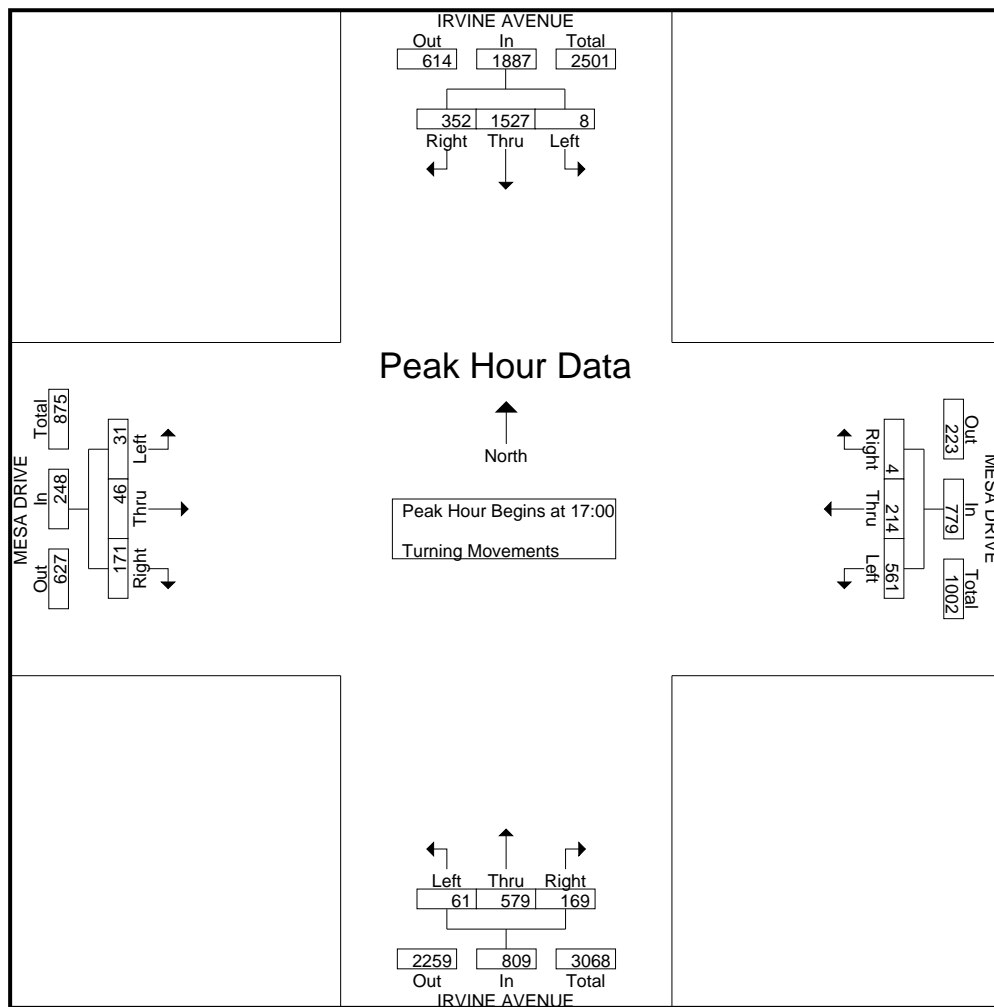 IRVINE AVENUE
Out In Total
614 1887 2501
352 1527 8
Right Thru Left
Peak Hour Data
North
Peak Hour Begins at 17:00
Turning Movements
MESA DRIVE
Out In Total
627 248 875
Left Thru Right
31 46 171
MESA DRIVE
Out In Total
223 779 1002
Right Thru Left
4 214 561
Left Thru Right
61 579 169
2259 809 3068
Out In Total
IRVINE AVENUE